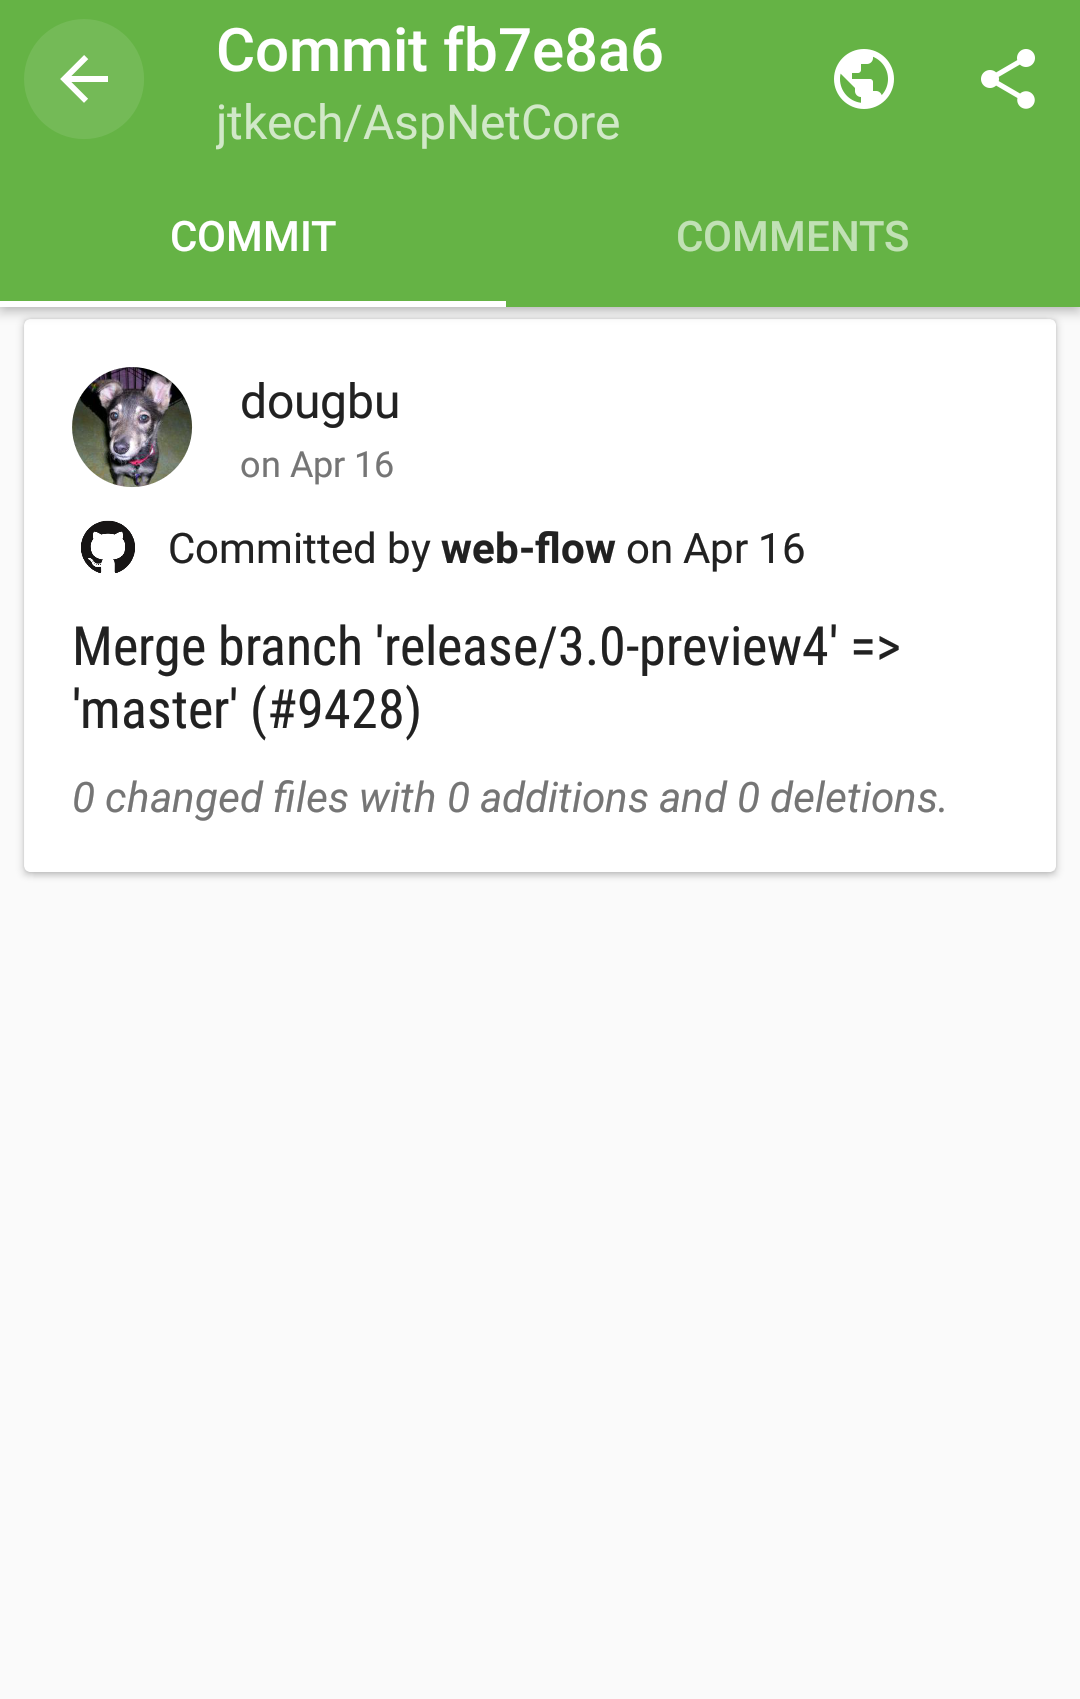 Commit fb7e8a6
jtkech/AspNetCore
COMMIT
COMMENTS
dougbu
on Apr 16
Committed by web-flow on Apr 16
Merge branch 'release/3.0-preview4' =>
'master' (#9428)
0 changed files with 0 additions and 0 deletions.